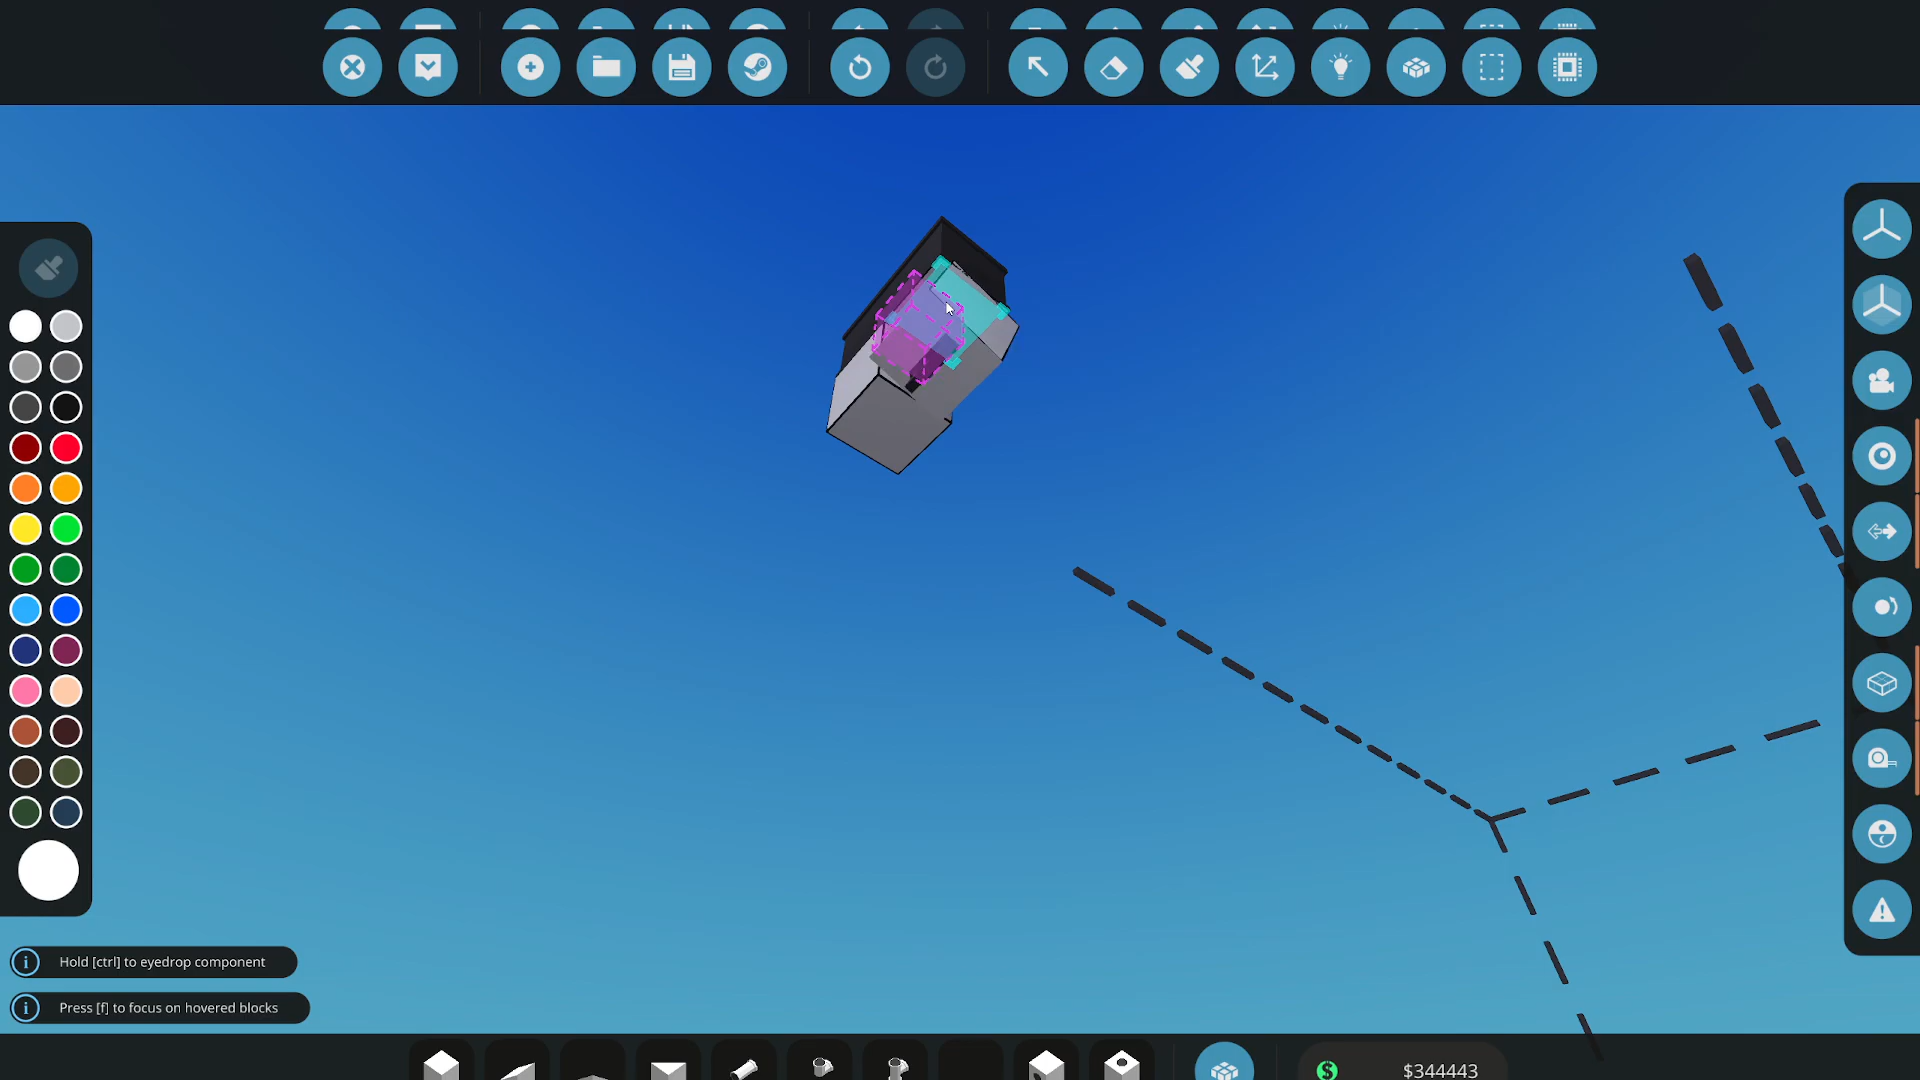 Hold [ctrl] to eyedrop component
Press [f] to focus on hovered blocks
$344443